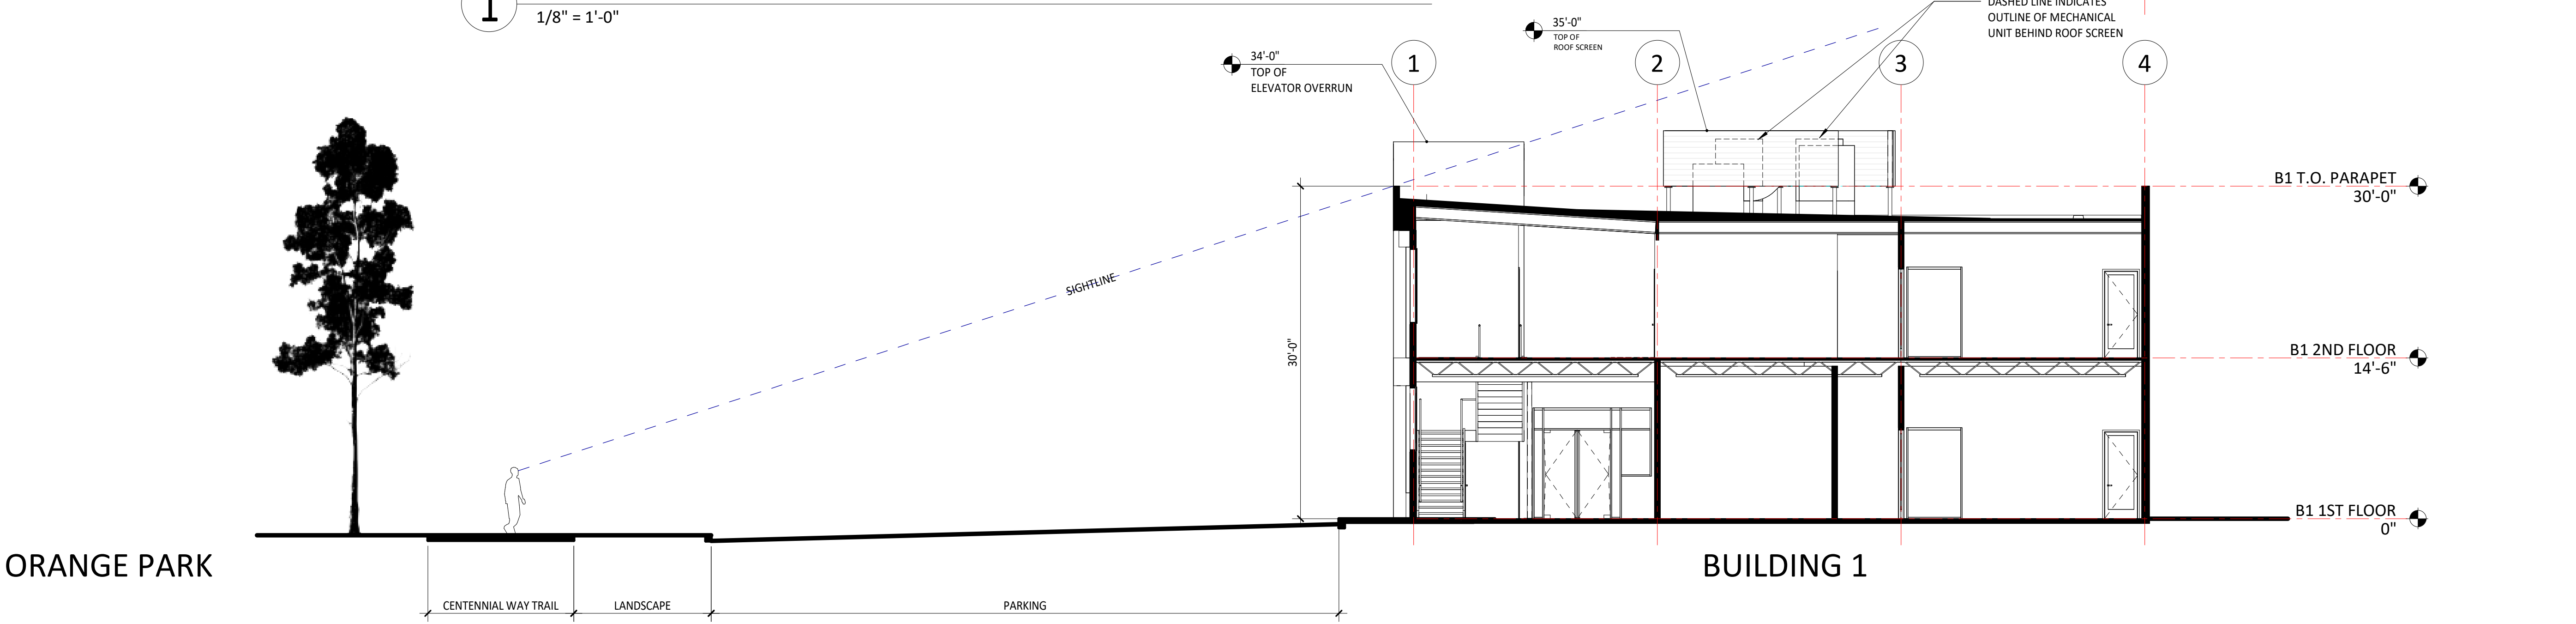 1
1/8" = 1'-0"
DASHED LINE INDICATES
OUTLINE OF MECHANICAL
UNIT BEHIND ROOF SCREEN
35'-0"
TOP OF
ROOF SCREEN
34'-0"
TOP OF
ELEVATOR OVERRUN
1
2
3
4
B1 T.O. PARAPET
30'-0"
SIGHTLINE
30'-0"
B1 2ND FLOOR
14'-6"
B1 1ST FLOOR
0"
ORANGE PARK
BUILDING 1
CENTENNIAL WAY TRAIL
LANDSCAPE
PARKING